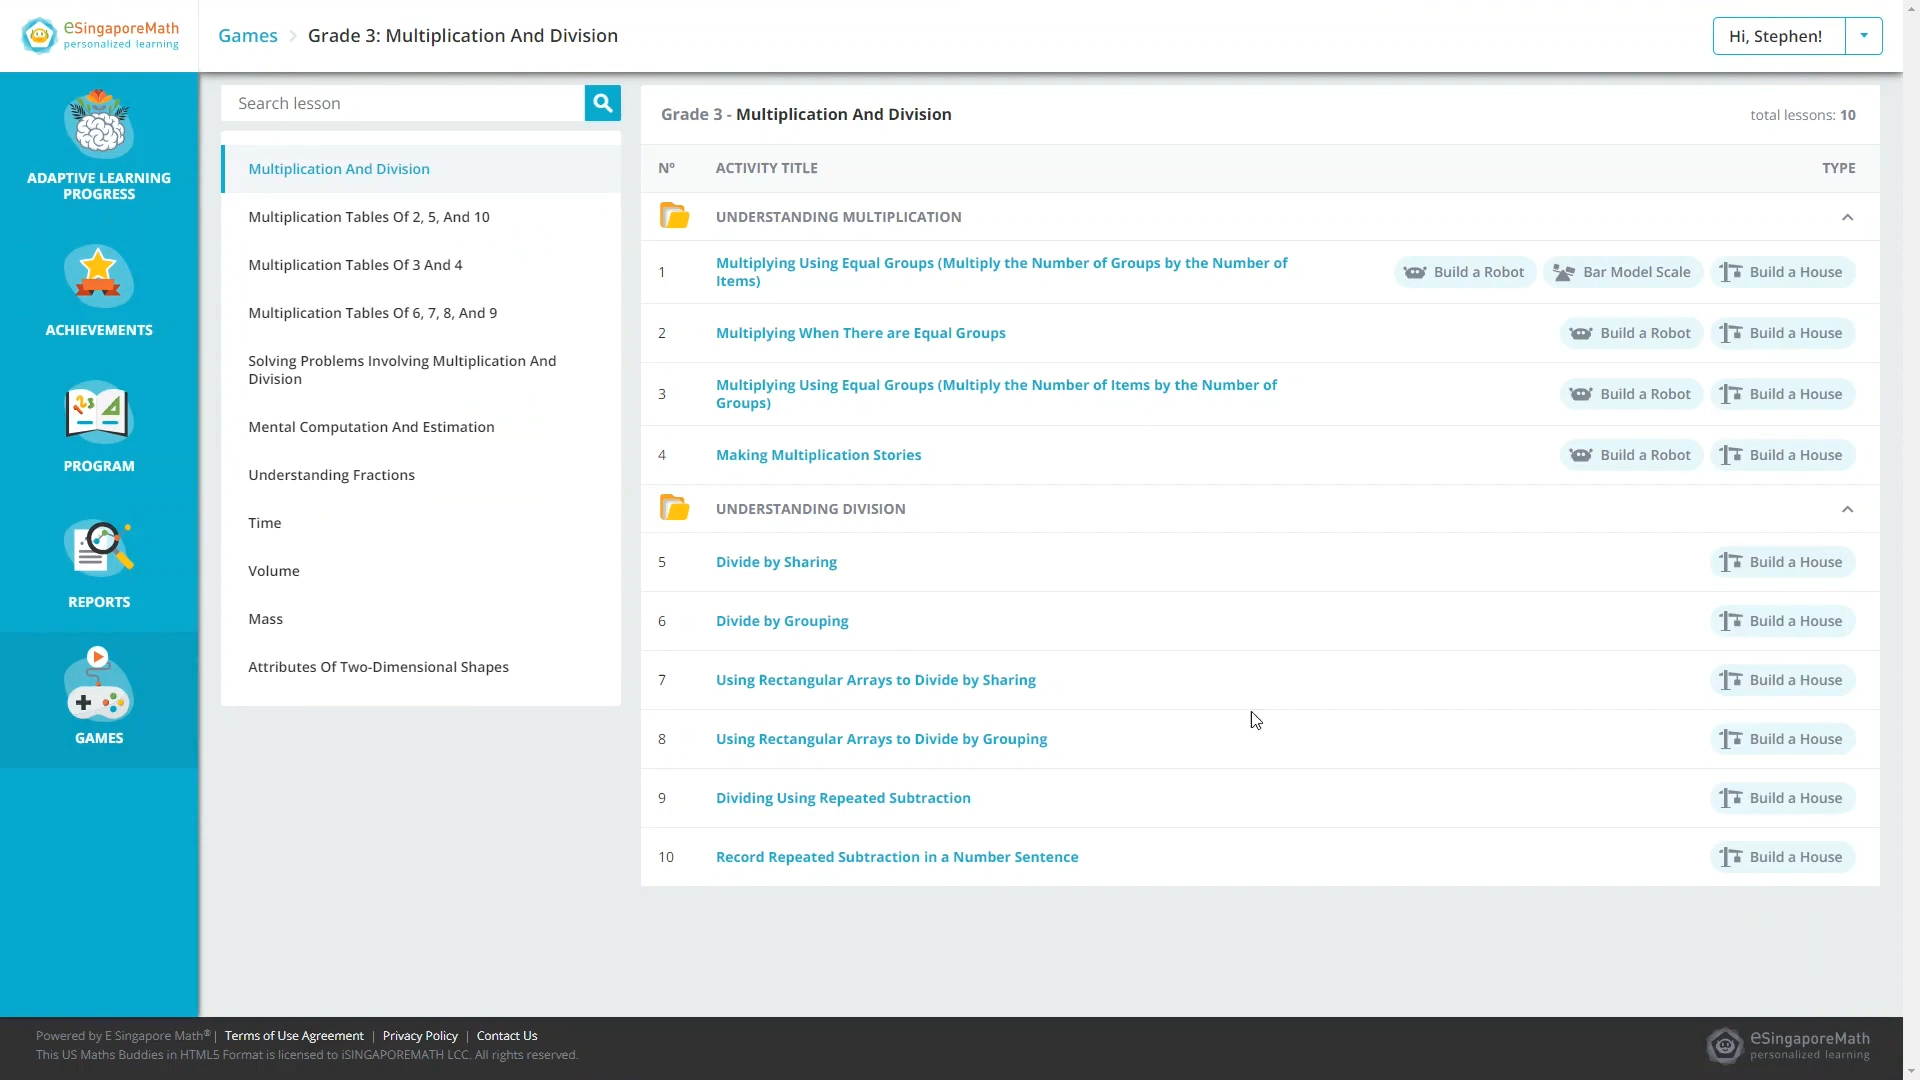 eSingaporeMath
personalized learning
Games > Grade 3: Multiplication And Division
Hi, Stephen!
ADAPTIVE LEARNING
PROGRESS
ACHIEVEMENTS
PROGRAM
REPORTS
GAMES
Search lesson
Multiplication And Division
Multiplication Tables Of 2, 5, And 10
Multiplication Tables Of 3 And 4
Multiplication Tables Of 6, 7, 8, And 9
Solving Problems Involving Multiplication And
Division
Mental Computation And Estimation
Understanding Fractions
Time
Volume
Mass
Attributes Of Two-Dimensional Shapes
Grade 3 - Multiplication And Division
total lessons: 10
Nº ACTIVITY TITLE TYPE
UNDERSTANDING MULTIPLICATION
1 Multiplying Using Equal Groups (Multiply the Number of Groups by the Number of
Items)
Build a Robot Bar Model Scale Build a House
2 Multiplying When There are Equal Groups Build a Robot Build a House
3 Multiplying Using Equal Groups (Multiply the Number of Items by the Number of
Groups)
Build a Robot Build a House
4 Making Multiplication Stories Build a Robot Build a House
UNDERSTANDING DIVISION
5 Divide by Sharing Build a House
6 Divide by Grouping Build a House
7 Using Rectangular Arrays to Divide by Sharing Build a House
8 Using Rectangular Arrays to Divide by Grouping Build a House
9 Dividing Using Repeated Subtraction Build a House
10 Record Repeated Subtraction in a Number Sentence Build a House
Powered by E Singapore Math® | Terms of Use Agreement | Privacy Policy | Contact Us
This US Maths Buddies in HTML5 Format is licensed to iSINGAPOREMATH LCC. All rights reserved.
eSingaporeMath
personalized learning